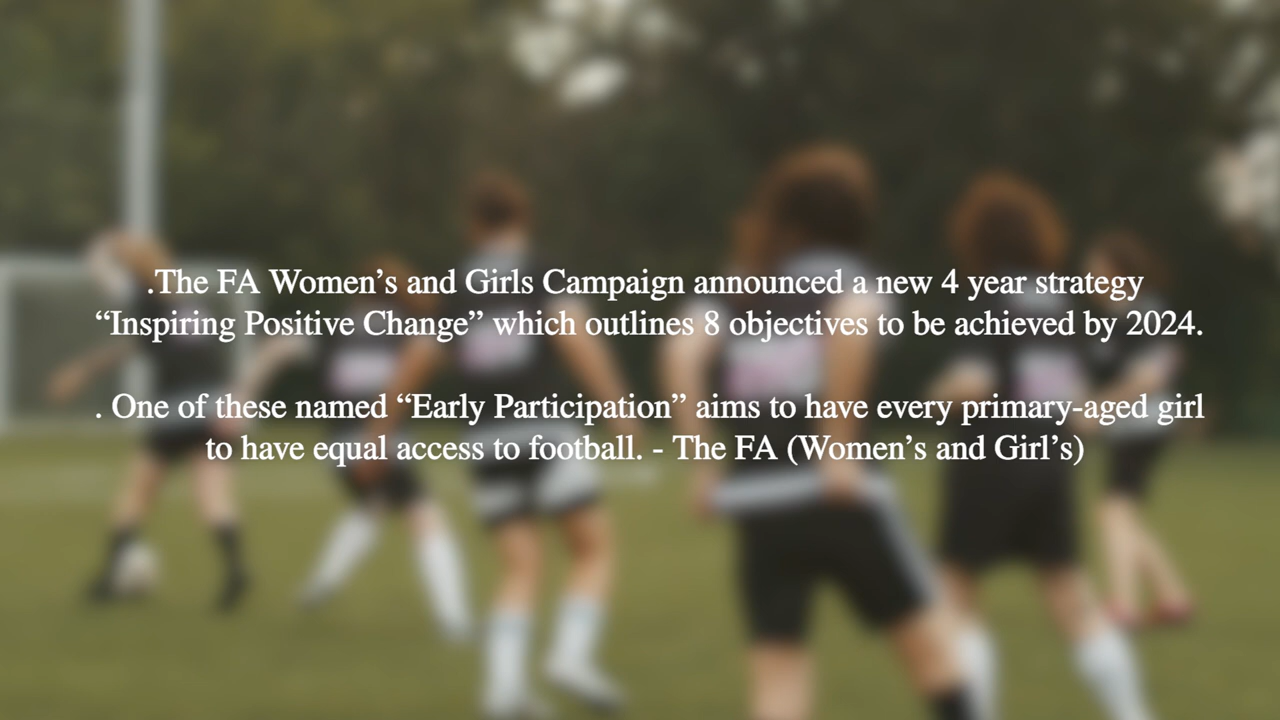 .The FA Women’s and Girls Campaign announced a new 4 year strategy
“Inspiring Positive Change” which outlines 8 objectives to be achieved by 2024.
. One of these named “Early Participation” aims to have every primary-aged girl
to have equal access to football. - The FA (Women’s and Girl’s)